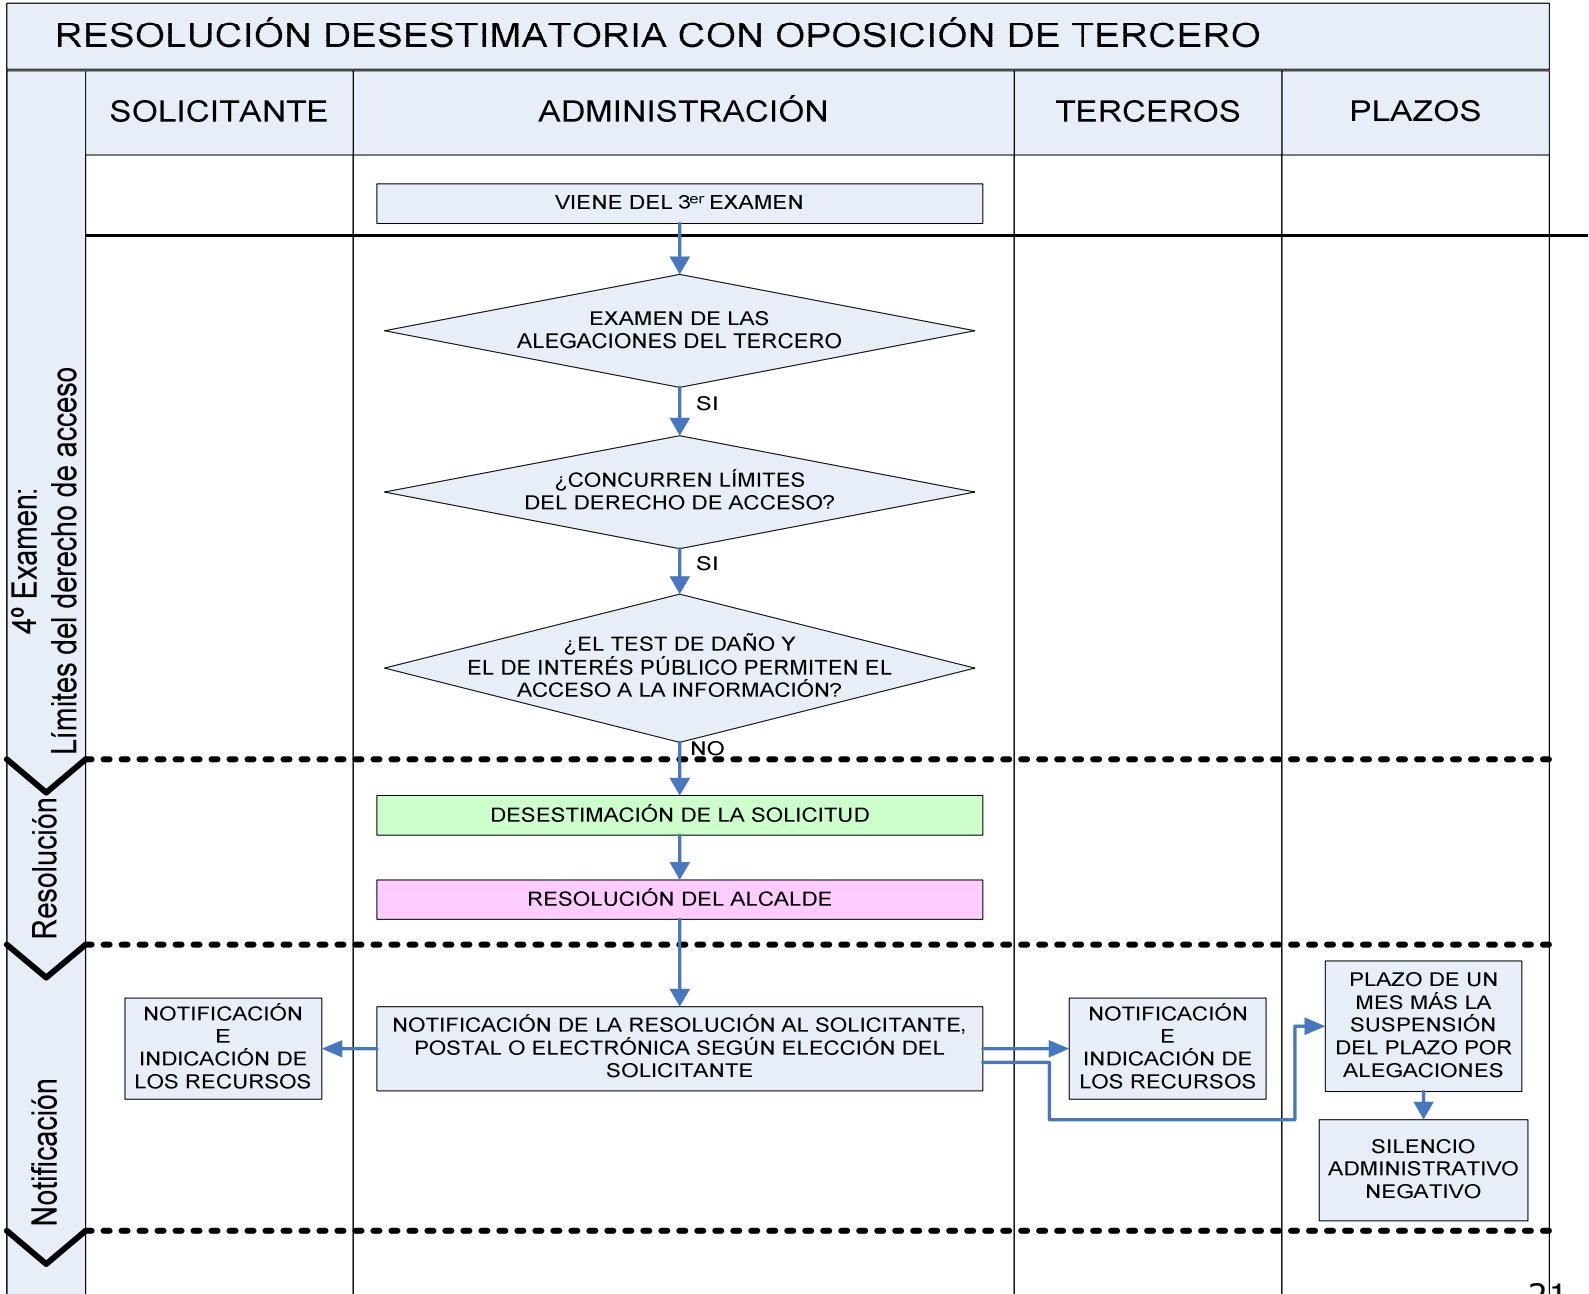 RESOLUCIÓN DESESTIMATORIA CON OPOSICIÓN DE TERCERO
SOLICITANTE
ADMINISTRACIÓN
TERCEROS
PLAZOS
4º Examen:
Límites del derecho de acceso
VIENE DEL 3er EXAMEN
EXAMEN DE LAS
ALEGACIONES DEL TERCERO
SI
¿CONCURREN LÍMITES
DEL DERECHO DE ACCESO?
SI
¿EL TEST DE DAÑO Y
EL DE INTERÉS PÚBLICO PERMITEN EL
ACCESO A LA INFORMACIÓN?
NO
Resolución
DESESTIMACIÓN DE LA SOLICITUD
RESOLUCIÓN DEL ALCALDE
Notificación
NOTIFICACIÓN
E
INDICACIÓN DE
LOS RECURSOS
NOTIFICACIÓN DE LA RESOLUCIÓN AL SOLICITANTE,
POSTAL O ELECTRÓNICA SEGÚN ELECCIÓN DEL
SOLICITANTE
NOTIFICACIÓN
E
INDICACIÓN DE
LOS RECURSOS
PLAZO DE UN
MES MÁS LA
SUSPENSIÓN
DEL PLAZO POR
ALEGACIONES
SILENCIO
ADMINISTRATIVO
NEGATIVO